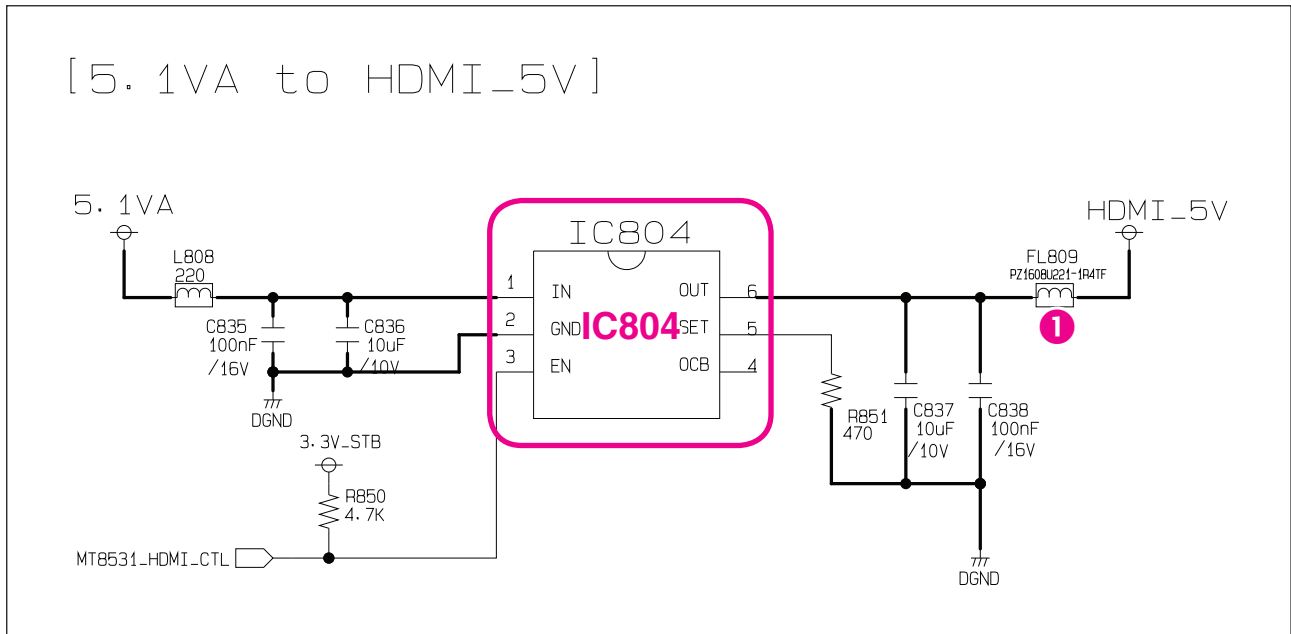 [5.1VA to HDMI_5V]
5.1VA
HDMI_5V
IC804
L808
220
FL809
PZ1608U221-1R4TF
1
IN
OUT
6
2
GND
IC804
SET
5
3
EN
OCB
4
1
C835
100nF
/16V
C836
10uF
/10V
DGND
R851
470
C837
10uF
/10V
C838
100nF
/16V
3.3V_STB
R850
4.7K
MT8531_HDMI_CTL
DGND